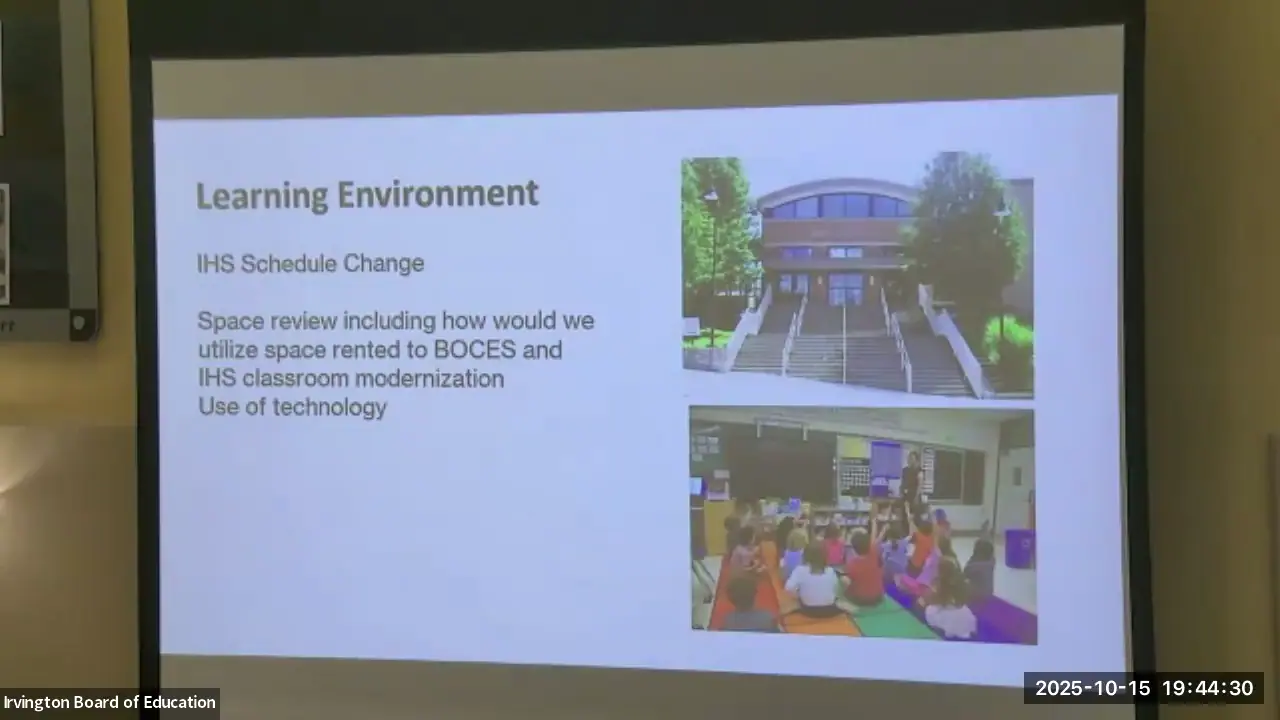 Learning Environment
IHS Schedule Change
Space review including how would we
utilize space rented to BOCES and
IHS classroom modernization
Use of technology
Irvington Board of Education
2025-10-15 19:44:30